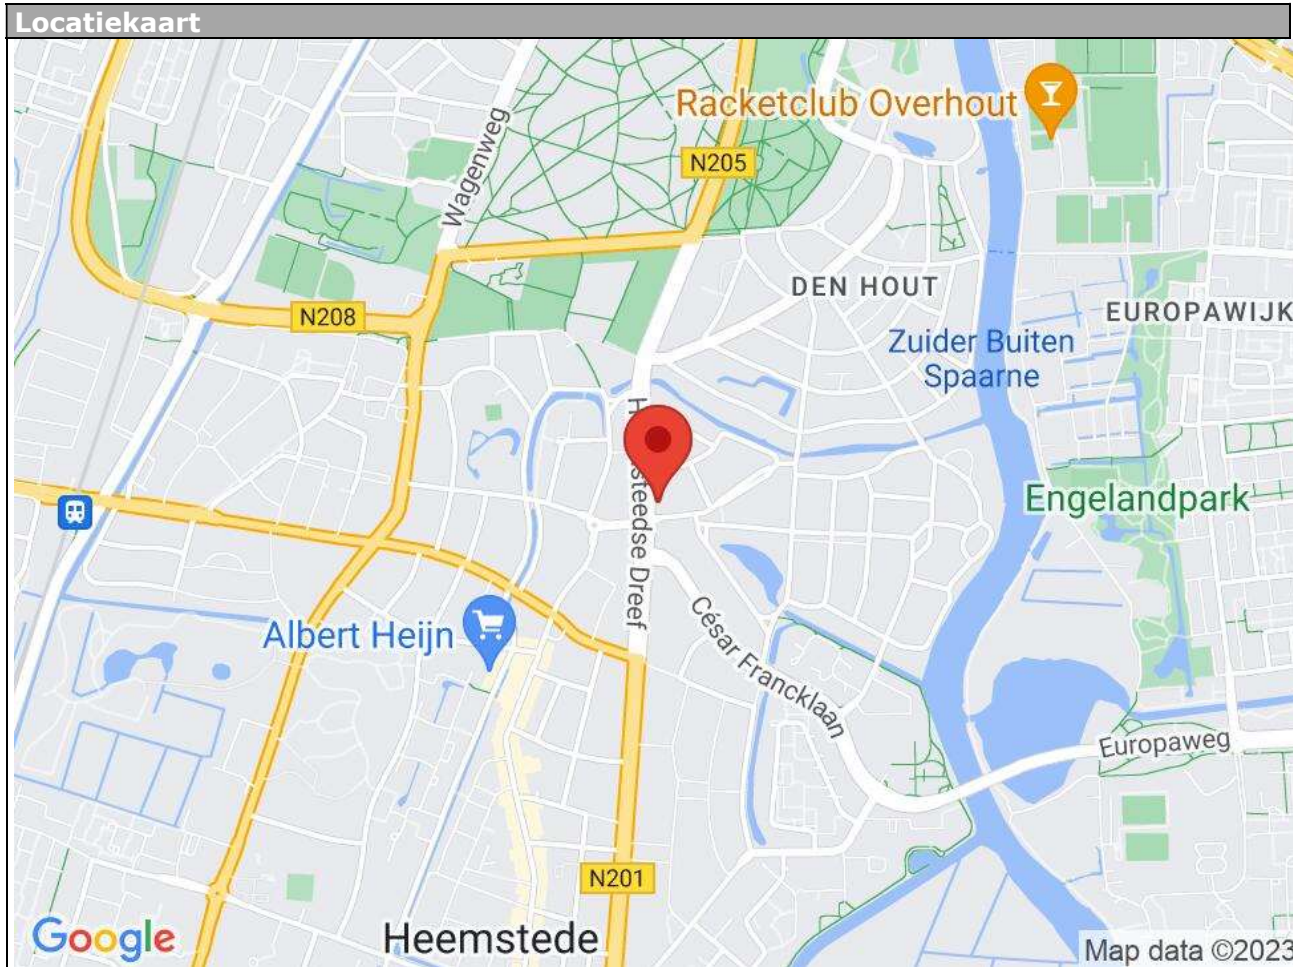 Locatiekaart
Racketclub Overhout
Wagenweg
N205
DEN HOUT
N208
EUROPAWIJK
Zuider Buiten
Spaarne
Engelandpark
steedse Dreef
Albert Heijn
César Francklaan
Europaweg
N201
Google
Heemstede
Map data ©2023